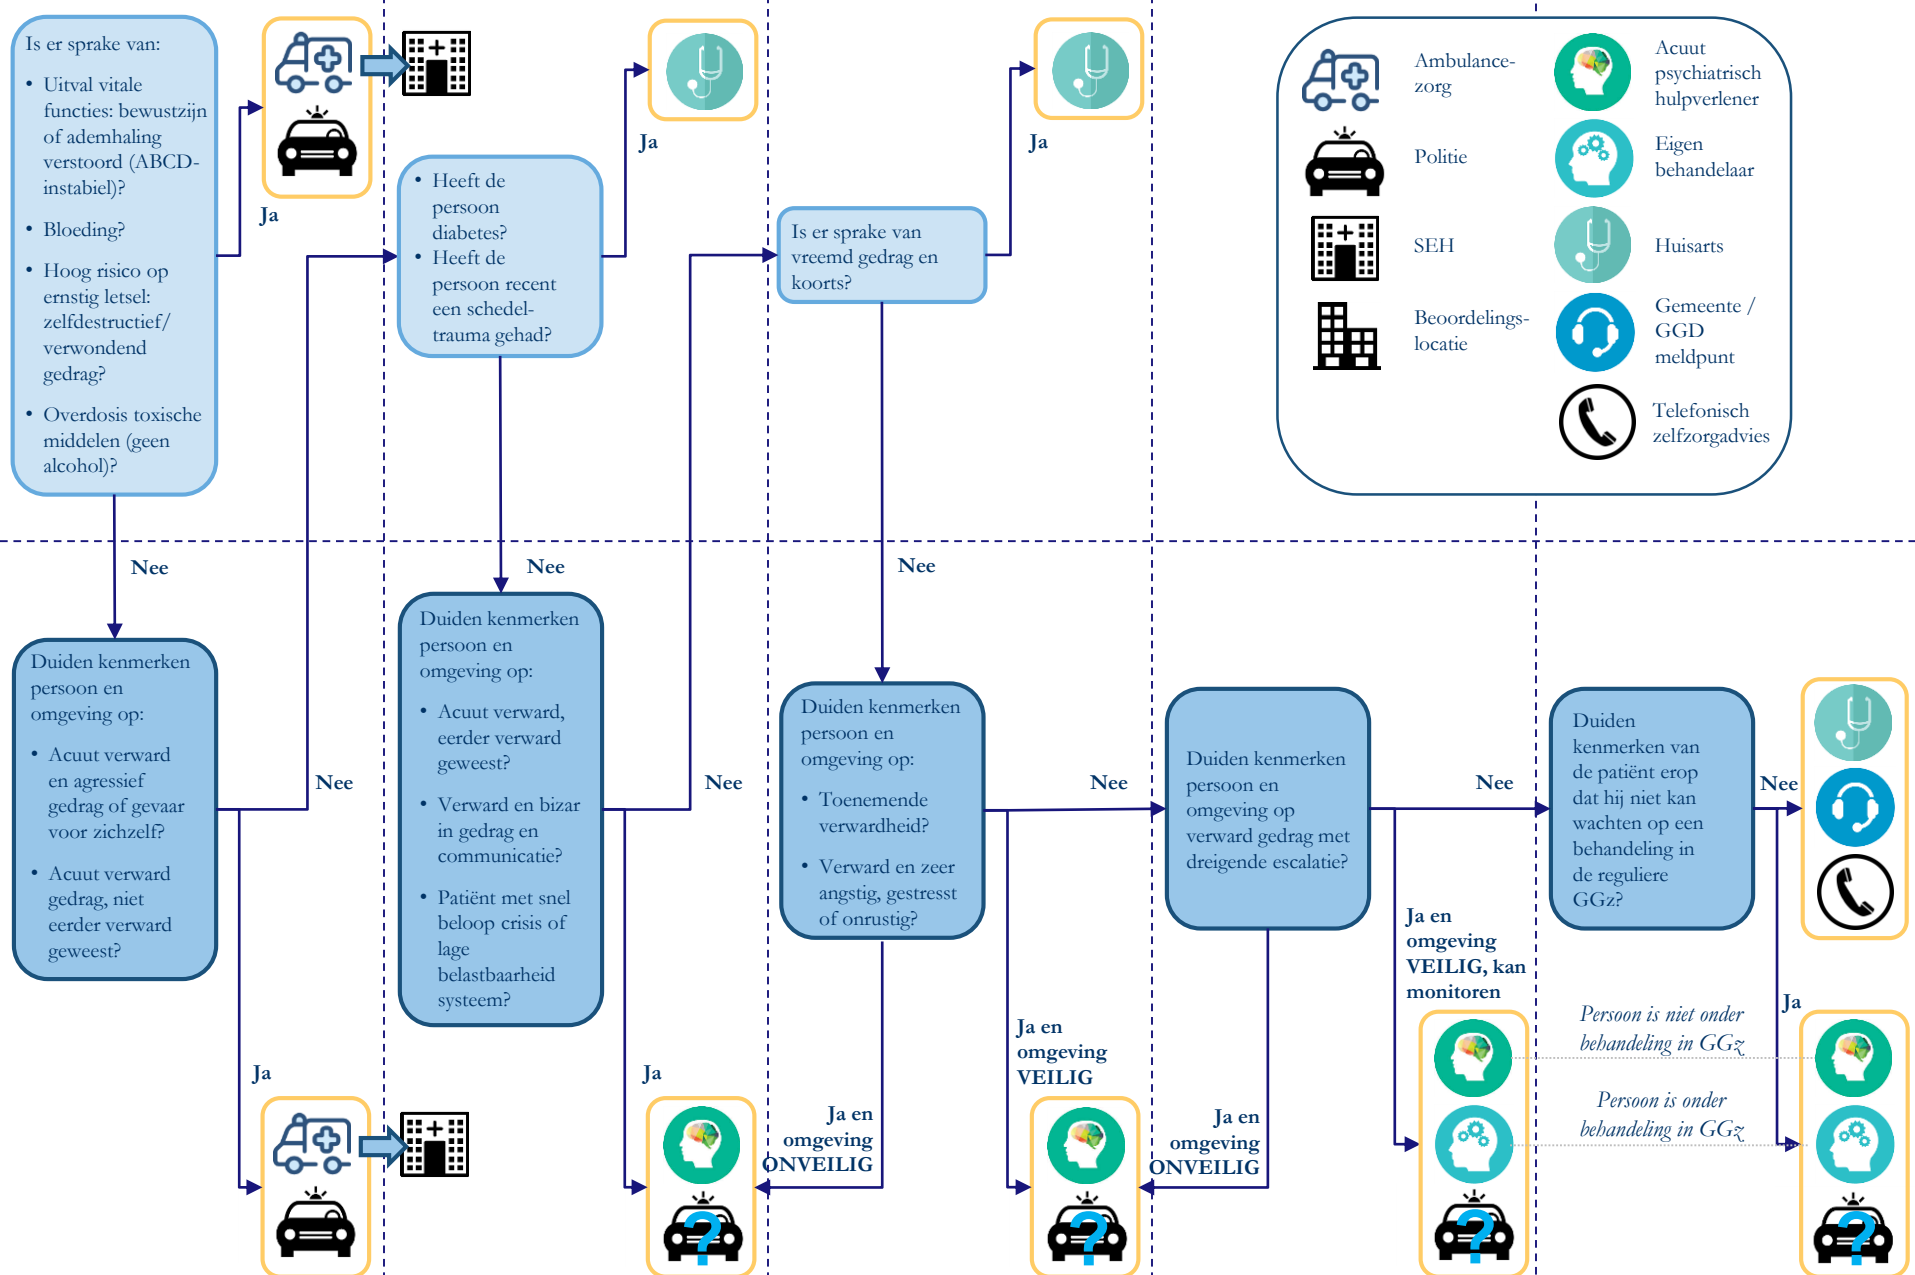 Is er sprake van:
• Uitval vitale
functies: bewustzijn
of ademhaling
verstoord (ABCD-
instabiel)?
• Bloeding?
• Hoog risico op
ernstig letsel:
zelfdestructief/
verwondend
gedrag?
• Overdosis toxische
middelen (geen
alcohol)?
Ja
Nee
• Heeft de
persoon
diabetes?
• Heeft de
persoon recent
een schedel-
trauma gehad?
Ja
Nee
Is er sprake van
vreemd gedrag en
koorts?
Ja
Nee
Ambulance-
zorg
Politie
SEH
Beoordelings-
locatie
Acuut
psychiatrisch
hulpverlener
Eigen
behandelaar
Huisarts
Gemeente /
GGD
meldpunt
Telefonisch
zelfzorgadvies
Duiden kenmerken
persoon en
omgeving op:
• Acuut verward
en agressief
gedrag of gevaar
voor zichzelf?
• Acuut verward
gedrag, niet
eerder verward
geweest?
Nee
Ja
Duiden kenmerken
persoon en
omgeving op:
• Acuut verward,
eerder verward
geweest?
• Verward en bizar
in gedrag en
communicatie?
• Patiënt met snel
beloop crisis of
lage
belastbaarheid
systeem?
Nee
Ja
?
Duiden kenmerken
persoon en
omgeving op:
• Toenemende
verwardheid?
• Verward en zeer
angstig, gestresst
of onrustig?
Nee
Ja en
omgeving
ONVEILIG
Ja en
omgeving
VEILIG
?
Duiden kenmerken
persoon en
omgeving op
verward gedrag met
dreigende escalatie?
Nee
Ja en
omgeving
ONVEILIG
Ja en
omgeving
VEILIG, kan
monitoren
?
Duiden
kenmerken van
de patiënt erop
dat hij niet kan
wachten op een
behandeling in
de reguliere
GGz?
Nee
Ja
Persoon is niet onder
behandeling in GGz
Persoon is onder
behandeling in GGz
?